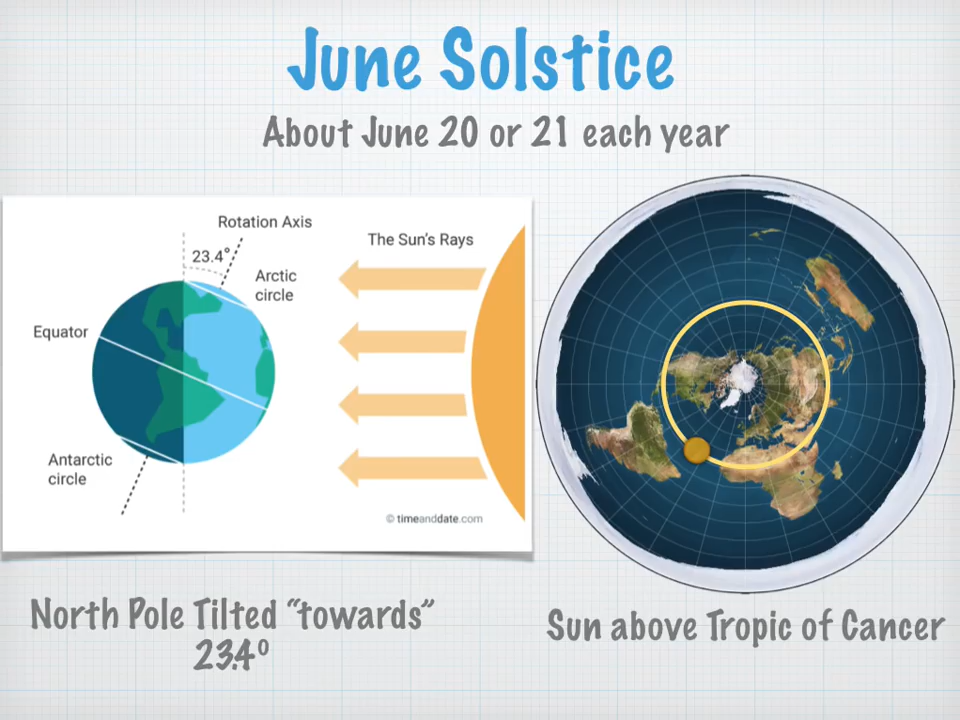 June Solstice
About June 20 or 21 each year
Rotation Axis
23.4°
The Sun's Rays
Arctic
circle
Equator
Antarctic
circle
© timeanddate.com
North Pole Tilted “towards”
23.4º
Sun above Tropic of Cancer